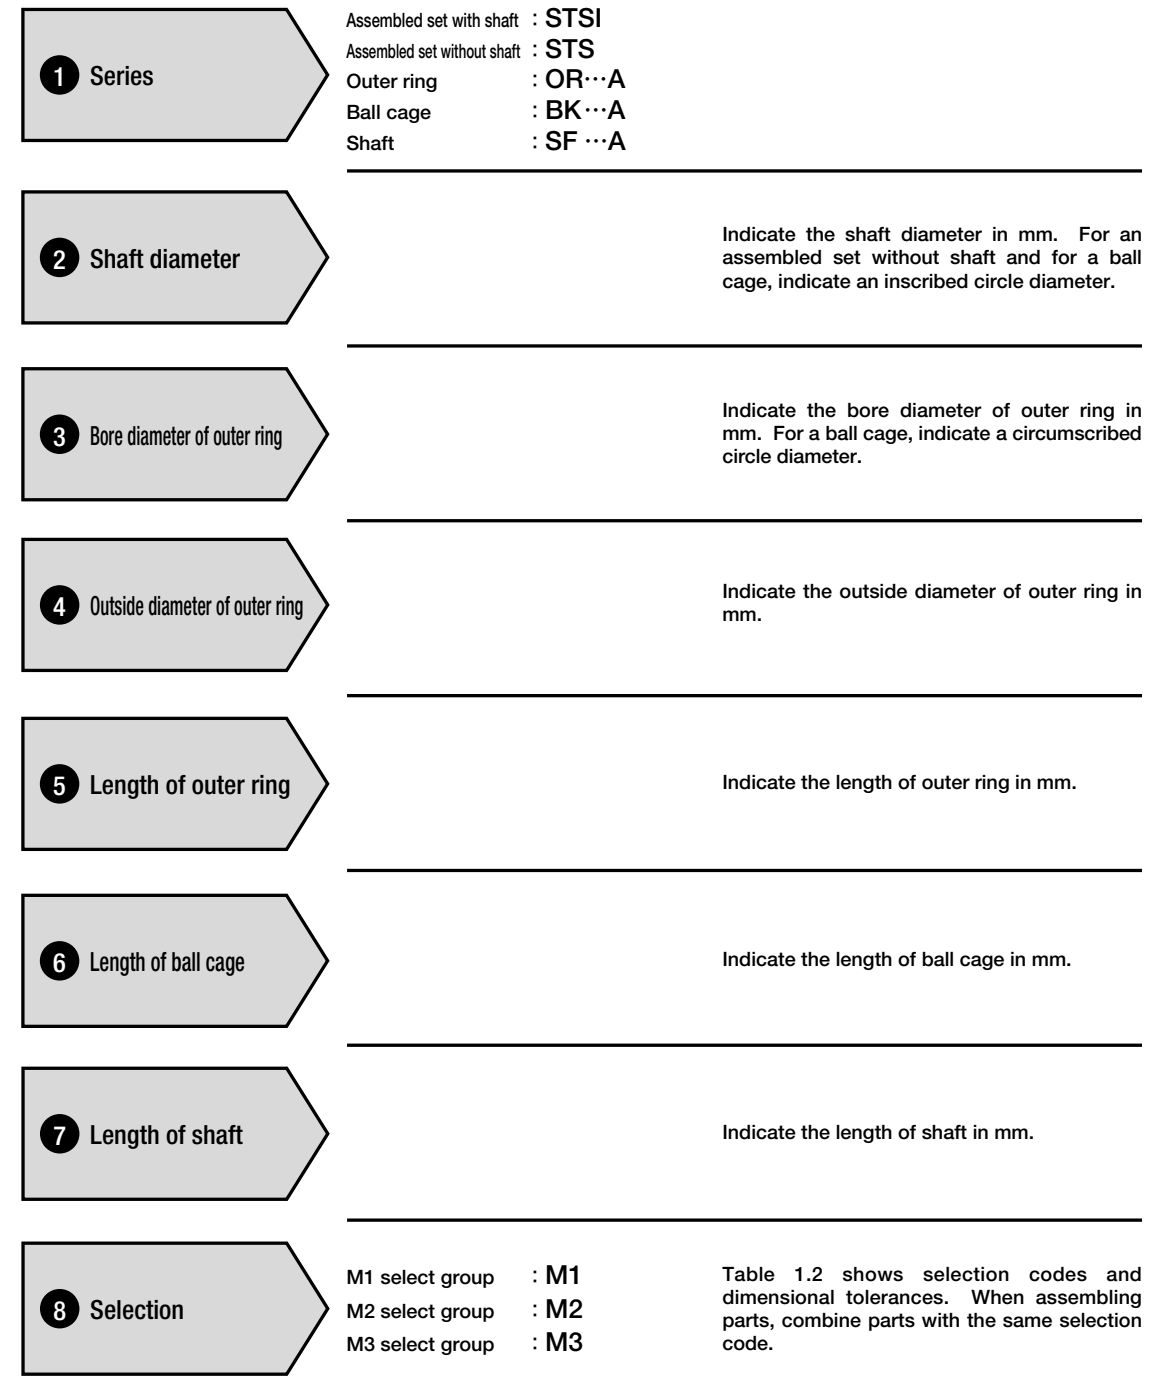 1 Series
Assembled set with shaft : STSI
Assembled set without shaft : STS
Outer ring : OR···A
Ball cage : BK···A
Shaft : SF ···A
2 Shaft diameter
Indicate the shaft diameter in mm. For an
assembled set without shaft and for a ball
cage, indicate an inscribed circle diameter.
3 Bore diameter of outer ring
Indicate the bore diameter of outer ring in
mm. For a ball cage, indicate a circumscribed
circle diameter.
4 Outside diameter of outer ring
Indicate the outside diameter of outer ring in
mm.
5 Length of outer ring
Indicate the length of outer ring in mm.
6 Length of ball cage
Indicate the length of ball cage in mm.
7 Length of shaft
Indicate the length of shaft in mm.
8 Selection
M1 select group : M1
M2 select group : M2
M3 select group : M3
Table 1.2 shows selection codes and
dimensional tolerances. When assembling
parts, combine parts with the same selection
code.